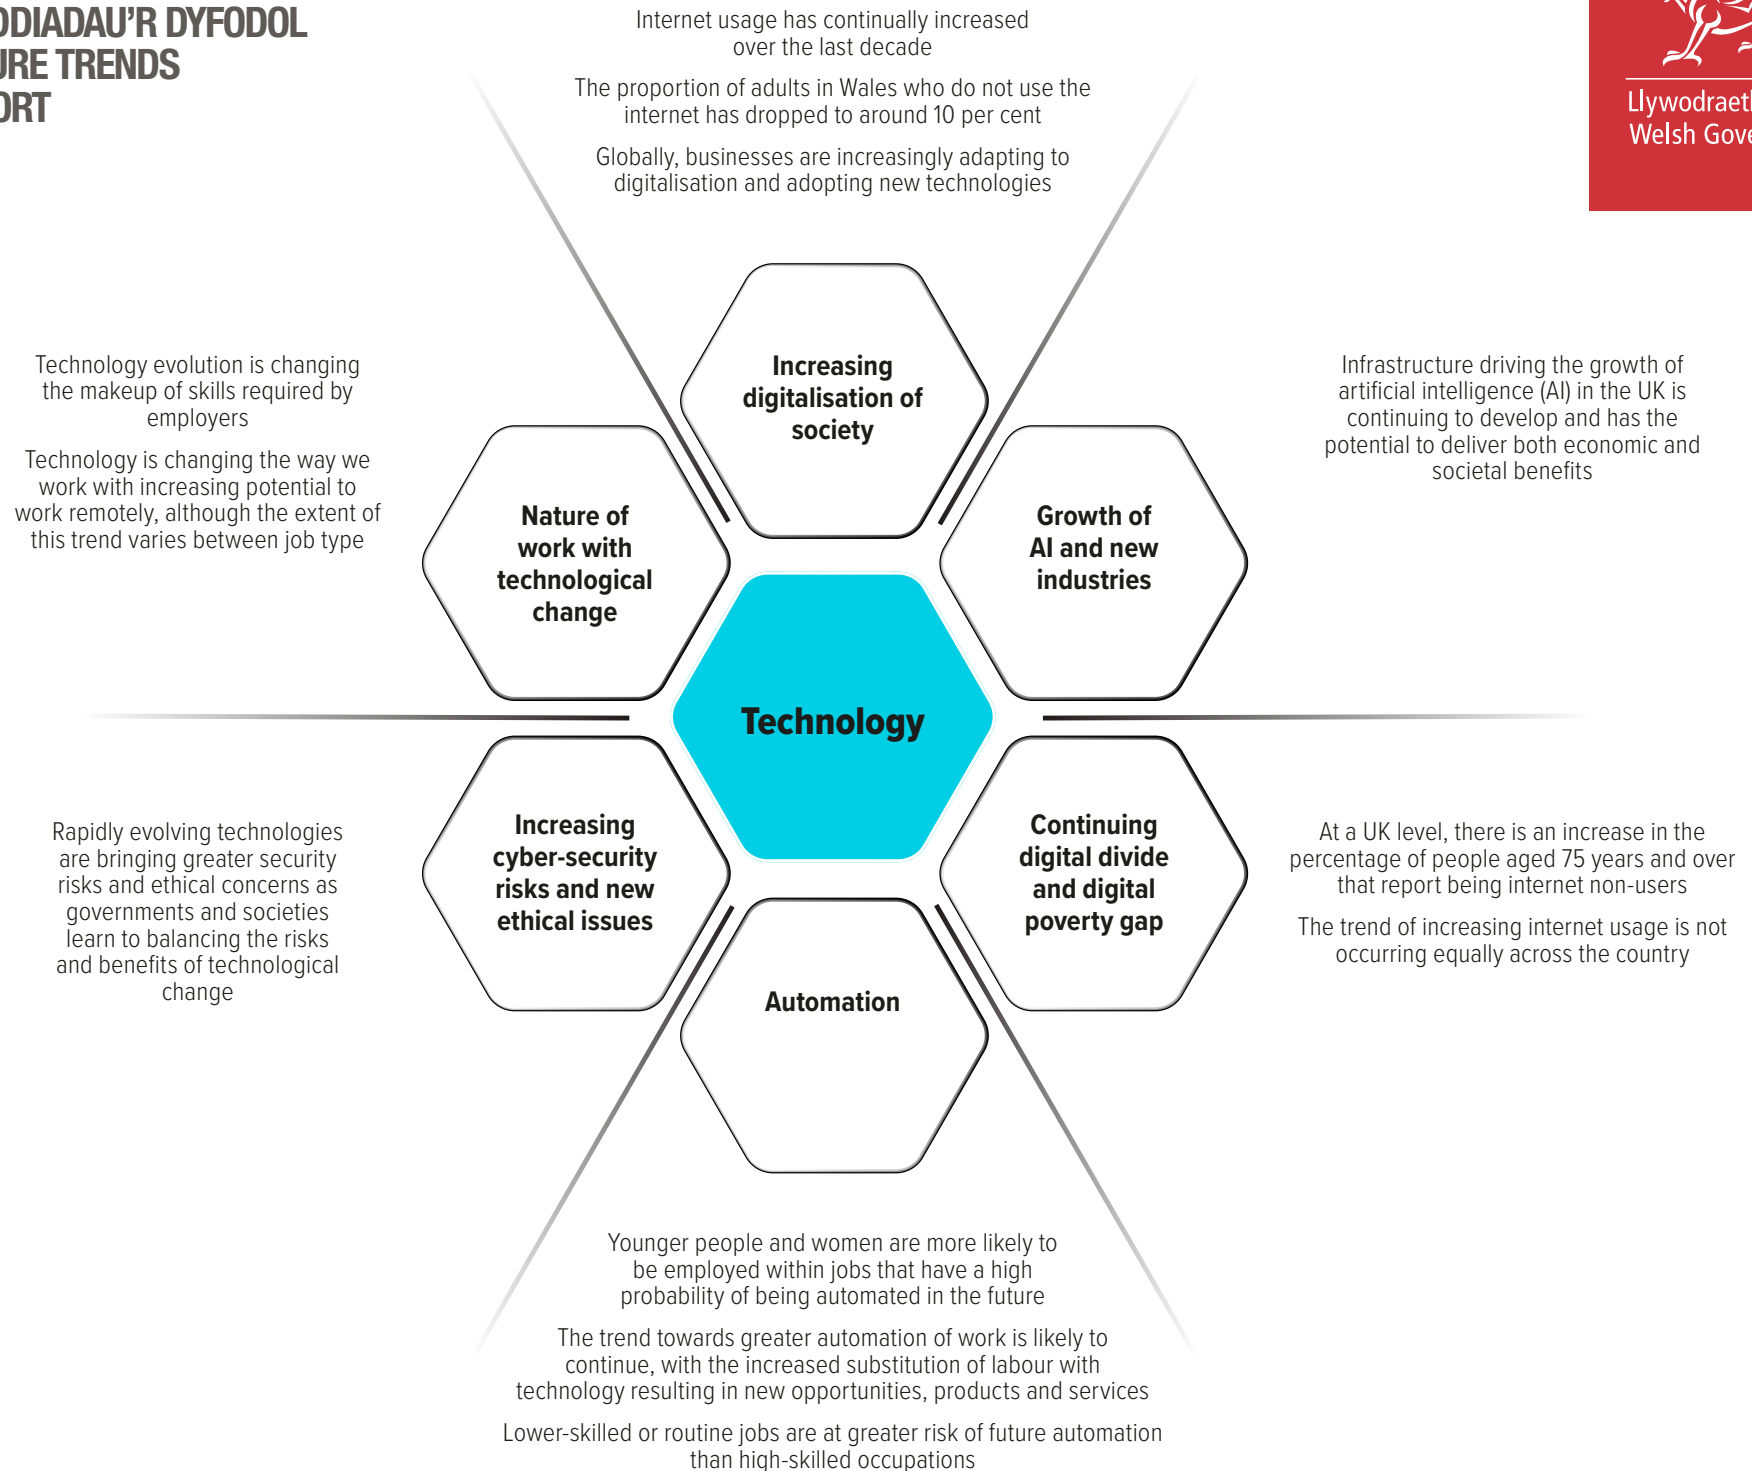 DYFODOL
TRENDS
Llywodraeth
Welsh
Internet usage has continually increased
over the last decade
The proportion of adults in Wales who do not use the
internet has dropped to around 10 per cent
Globally, businesses are increasingly adapting to
digitalisation and adopting new technologies
Increasing
digitalisation of
society
Technology evolution is changing
the makeup of skills required by
employers
Technology is changing the way we
work with increasing potential to
work remotely, although the extent of
this trend varies between job type
Nature of
work with
technological
change
Growth of
AI and new
industries
Infrastructure driving the growth of
artificial intelligence (AI) in the UK is
continuing to develop and has the
potential to deliver both economic and
societal benefits
Technology
Rapidly evolving technologies
are bringing greater security
risks and ethical concerns as
governments and societies
learn to balancing the risks
and benefits of technological
change
Increasing
cyber-security
risks and new
ethical issues
Continuing
digital divide
and digital
poverty gap
At a UK level, there is an increase in the
percentage of people aged 75 years and over
that report being internet non-users
The trend of increasing internet usage is not
occurring equally across the country
Automation
Younger people and women are more likely to
be employed within jobs that have a high
probability of being automated in the future
The trend towards greater automation of work is likely to
continue, with the increased substitution of labour with
technology resulting in new opportunities, products and services
Lower-skilled or routine jobs are at greater risk of future automation
than high-skilled occupations